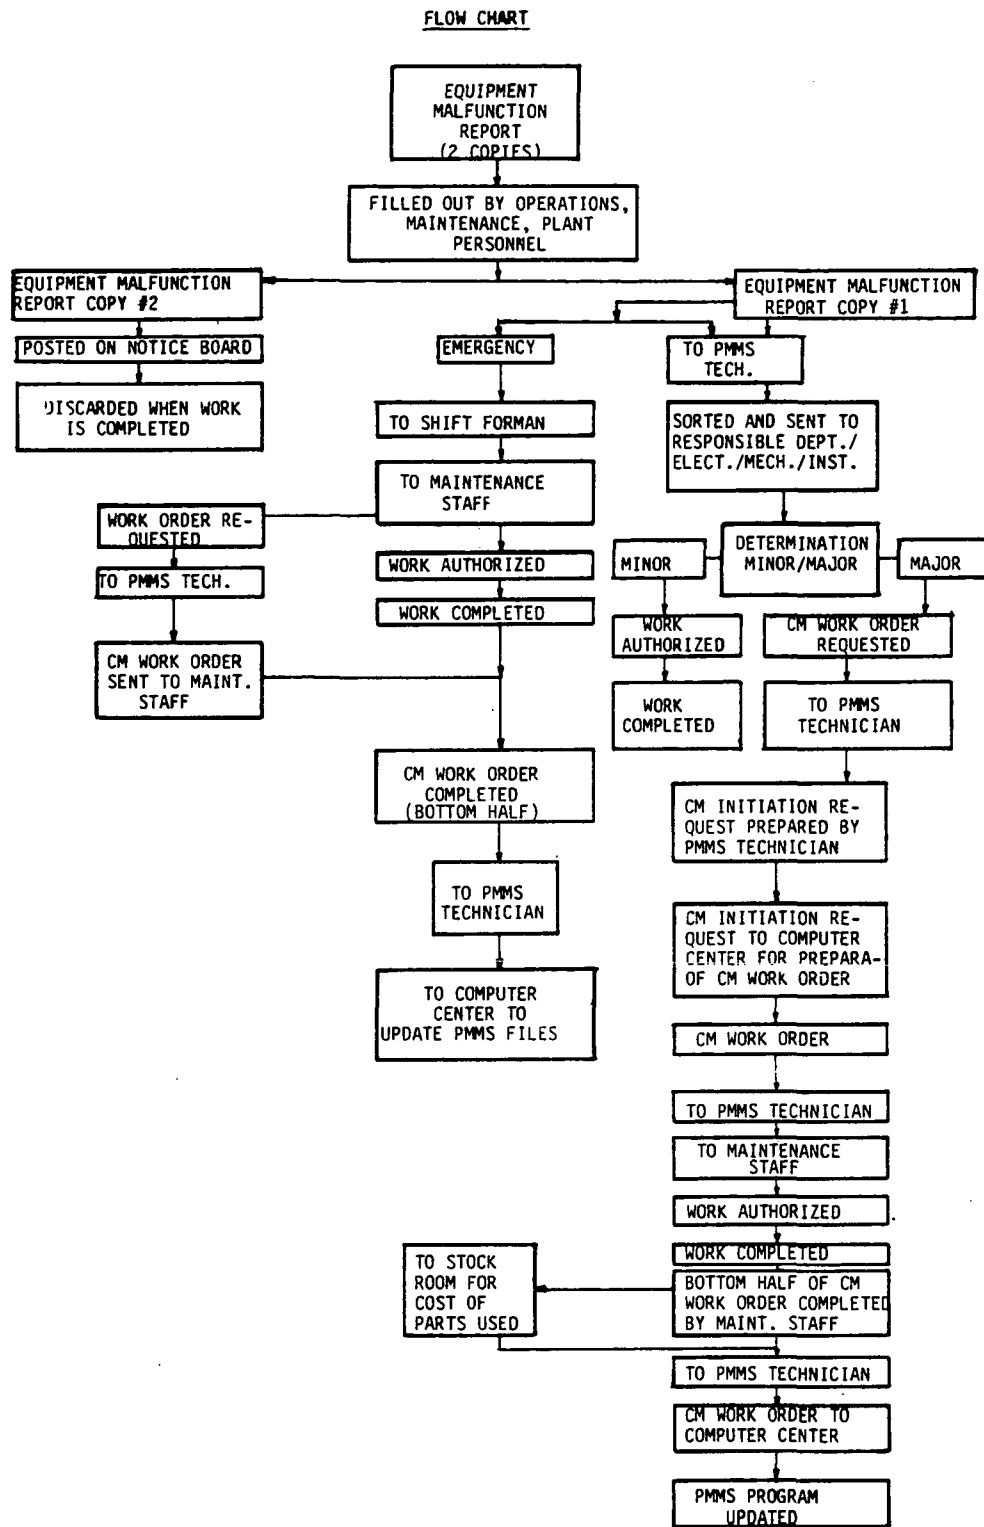 FLOW CHART
EQUIPMENT
MALFUNCTION
REPORT
(2 COPIES)
FILLED OUT BY OPERATIONS,
MAINTENANCE, PLANT
PERSONNEL
EQUIPMENT MALFUNCTION
REPORT COPY #2
POSTED ON NOTICE BOARD
DISCARDED WHEN WORK
IS COMPLETED
EQUIPMENT MALFUNCTION
REPORT COPY #1
EMERGENCY
TO SHIFT FORMAN
TO MAINTENANCE
STAFF
WORK ORDER RE-
QUESTED
TO PMMS TECH.
CM WORK ORDER
SENT TO MAINT.
STAFF
WORK AUTHORIZED
WORK COMPLETED
CM WORK ORDER
COMPLETED
(BOTTOM HALF)
TO PMMS
TECHNICIAN
TO COMPUTER
CENTER TO
UPDATE PMMS FILES
TO PMMS
TECH.
SORTED AND SENT TO
RESPONSIBLE DEPT./
ELECT./MECH./INST.
DETERMINATION
MINOR/MAJOR
MINOR
WORK
AUTHORIZED
WORK
COMPLETED
MAJOR
CM WORK ORDER
REQUESTED
TO PMMS
TECHNICIAN
CM INITIATION RE-
QUEST PREPARED BY
PMMS TECHNICIAN
CM INITIATION RE-
QUEST TO COMPUTER
CENTER FOR PREPARA-
OF CM WORK ORDER
CM WORK ORDER
TO PMMS TECHNICIAN
TO MAINTENANCE
STAFF
WORK AUTHORIZED
WORK COMPLETED
BOTTOM HALF OF CM
WORK ORDER COMPLETED
BY MAINT. STAFF
TO STOCK
ROOM FOR
COST OF
PARTS USED
TO PMMS TECHNICIAN
CM WORK ORDER TO
COMPUTER CENTER
PMMS PROGRAM
UPDATED